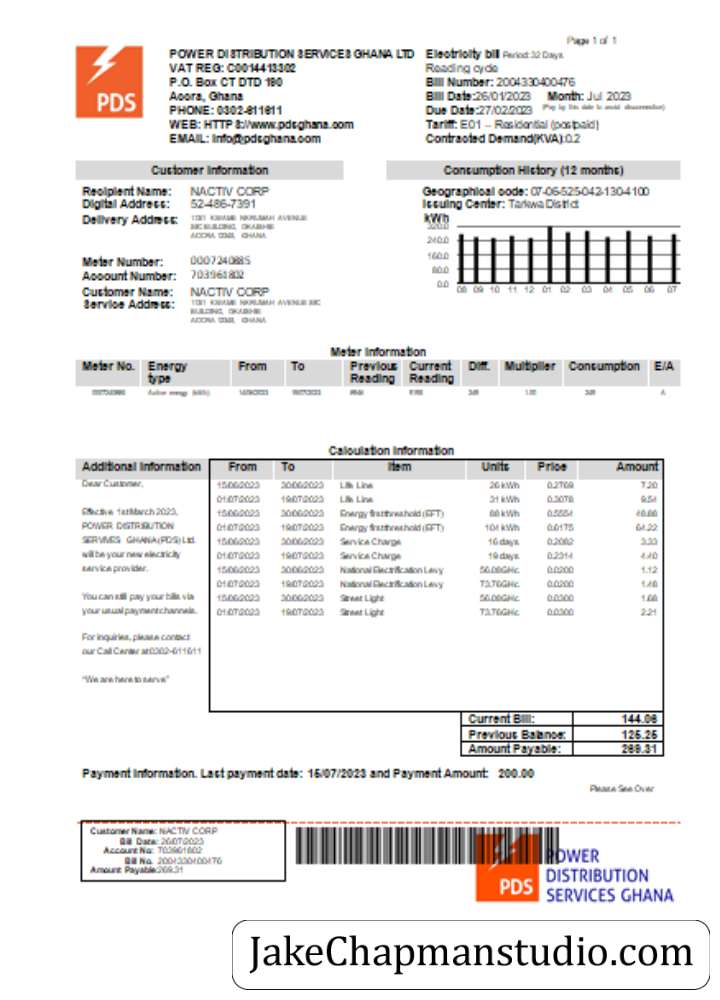 Page 1 of 1
PDS
POWER DISTRIBUTION SERVICES GHANA LTD
VAT REG: C0014413302
P.O. Box CT DTD 190
Accra, Ghana
PHONE: 0302-611611
WEB: HTTPS://www.pdsghana.com
EMAIL: Info@pdsghana.com
Electricity bill Period: 32 Days
Reading cycle
Bill Number: 2004330400476
Bill Date:26/01/2023 Month: Jul 2023
Due Date:27/02/2023 (Pay by this date to avoid disconnection)
Tariff: E01 – Residential (postpaid)
Contracted Demand(KVA):0.2
Customer Information
Recipient Name: NACTIV CORP
Digital Address: 52-486-7391
Delivery Address: 1001 KWAME NKRUMAH AVENUE
BUILDING, OKAISHIE
ACCRA GHANA
Meter Number: 0007240885
Account Number: 703961802
Customer Name: NACTIV CORP
Service Address: 1001 KWAME NKRUMAH AVENUE
BUILDING, OKAISHIE
ACCRA GHANA
Consumption History (12 months)
Geographical code: 07-06-525-042-130-4100
Issuing Center: Tarkwa District
kWh
320.0
240.0
160.0
80.0
0.0
08 09 10 11 12 01 02 03 04 05 06 07
Meter Information
Meter No. Energy type From To Previous Reading Current Reading Diff. Multiplier Consumption E/A
Active energy (kWh) 1.00 A
Calculation Information
Additional Information
Dear Customer,
Effective 1st March 2023,
POWER DISTRIBUTION
SERVIVES GHANA (PDS) Ltd.
will be your new electricity
service provider.
You can still pay your bills via
your usual payment channels.
For inquiries, please contact
our Call Center at 0302-611611
"We are here to serve"
From To Item Units Price Amount
15/06/2023 30/06/2023 Life Line 26 kWh 0.2769 7.20
01/07/2023 19/07/2023 Life Line 31 kWh 0.3078 9.54
15/06/2023 30/06/2023 Energy first threshold (EFT) 88 kWh 0.5554 48.88
01/07/2023 19/07/2023 Energy first threshold (EFT) 104 kWh 0.6175 64.22
15/06/2023 30/06/2023 Service Charge 16 days 0.2082 3.33
01/07/2023 19/07/2023 Service Charge 19 days 0.2314 4.40
15/06/2023 30/06/2023 National Electrification Levy 56.08GHc 0.0200 1.12
01/07/2023 19/07/2023 National Electrification Levy 73.76GHc 0.0200 1.48
15/06/2023 30/06/2023 Street Light 56.08GHc 0.0300 1.68
01/07/2023 19/07/2023 Street Light 73.76GHc 0.0300 2.21
Current Bill: 144.06
Previous Balance: 125.25
Amount Payable: 269.31
Payment Information. Last payment date: 15/07/2023 and Payment Amount: 200.00
Please See Over
Customer Name: NACTIV CORP
Bill Date: 26/07/2023
Account No: 703961802
Bill No. 2004330400476
Amount Payable:269.31
PDS
POWER
DISTRIBUTION
SERVICES GHANA
JakeChapmanstudio.com